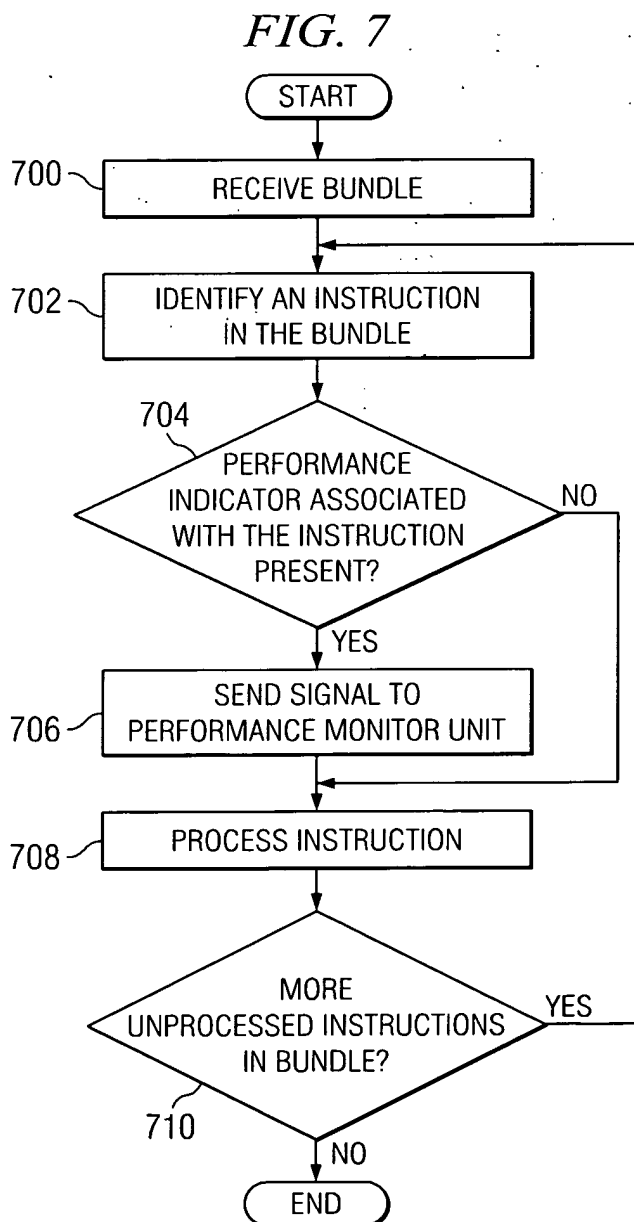 FIG. 7
START
700
RECEIVE BUNDLE
702
IDENTIFY AN INSTRUCTION
IN THE BUNDLE
704
PERFORMANCE
INDICATOR ASSOCIATED
WITH THE INSTRUCTION
PRESENT?
NO
YES
706
SEND SIGNAL TO
PERFORMANCE MONITOR UNIT
708
PROCESS INSTRUCTION
MORE
UNPROCESSED INSTRUCTIONS
IN BUNDLE?
YES
710
NO
END